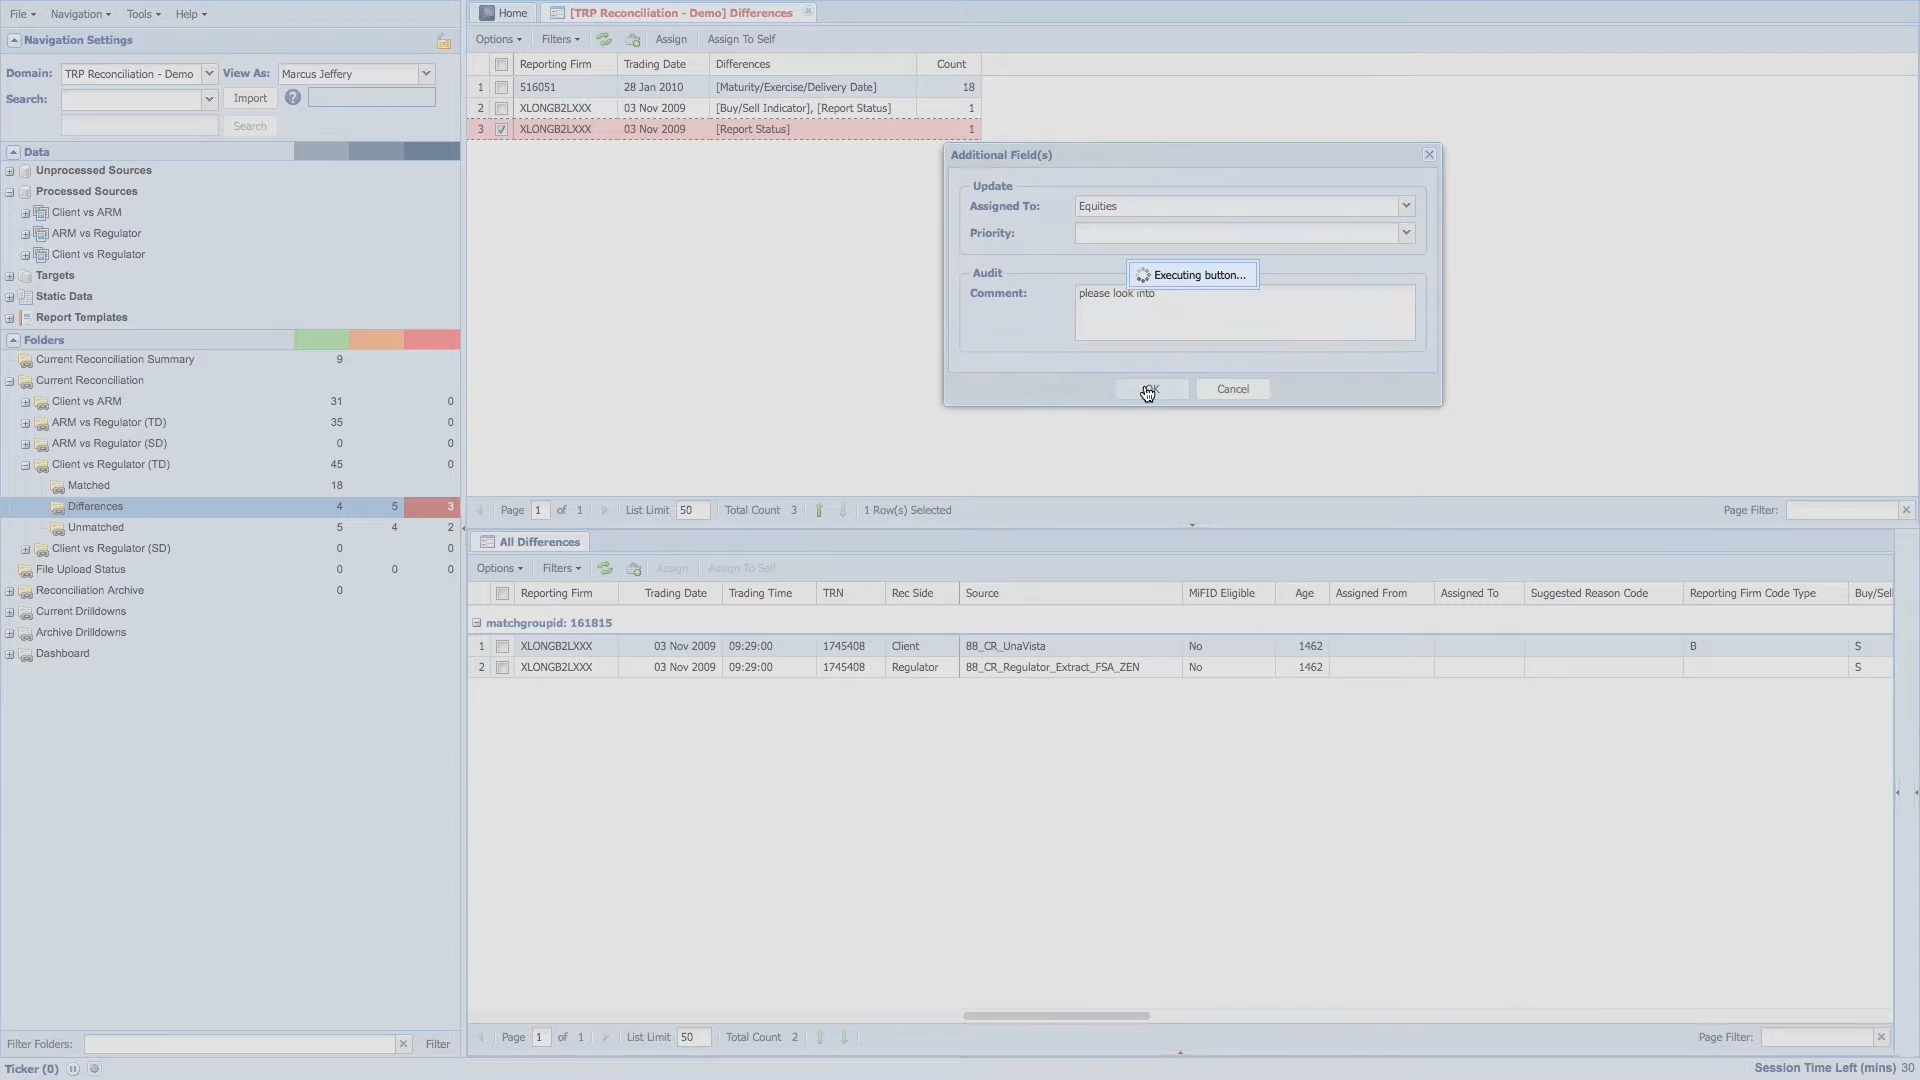 File Navigation Tools Help
Navigation Settings
Domain: TRP Reconciliation - Demo View As: Marcus Jeffery
Search: Import
Search
Data
Unprocessed Sources
Processed Sources
Client vs ARM
ARM vs Regulator
Client vs Regulator
Targets
Static Data
Report Templates
Folders
Current Reconciliation Summary 9
Current Reconciliation
Client vs ARM 31 0
ARM vs Regulator (TD) 35 0
ARM vs Regulator (SD) 0 0
Client vs Regulator (TD) 45 0
Matched 18
Differences 4 5 3
Unmatched 5 4 2
Client vs Regulator (SD) 0 0
File Upload Status 0 0 0
Reconciliation Archive 0
Current Drilldowns
Archive Drilldowns
Dashboard
Filter Folders: Filter
Ticker (0)
Home [TRP Reconciliation - Demo] Differences
Options Filters Assign Assign To Self
Reporting Firm Trading Date Differences Count
1 516051 28 Jan 2010 [Maturity/Exercise/Delivery Date] 18
2 XLONGB2LXXX 03 Nov 2009 [Buy/Sell Indicator], [Report Status] 1
3 XLONGB2LXXX 03 Nov 2009 [Report Status] 1
Additional Field(s)
Update
Assigned To: Equities
Priority:
Audit
Executing button...
Comment: please look into
Cancel
Page 1 of 1 List Limit 50 Total Count 3 1 Row(s) Selected Page Filter:
All Differences
Options Filters Assign Assign To Self
Reporting Firm Trading Date Trading Time TRN Rec Side Source MiFID Eligible Age Assigned From Assigned To Suggested Reason Code Reporting Firm Code Type Buy/Sell
matchgroupid: 161815
1 XLONGB2LXXX 03 Nov 2009 09:29:00 1745408 Client 88_CR_UnaVista No 1462 B S
2 XLONGB2LXXX 03 Nov 2009 09:29:00 1745408 Regulator 88_CR_Regulator_Extract_FSA_ZEN No 1462 S
Page 1 of 1 List Limit 50 Total Count 2 Page Filter:
Session Time Left (mins) 30